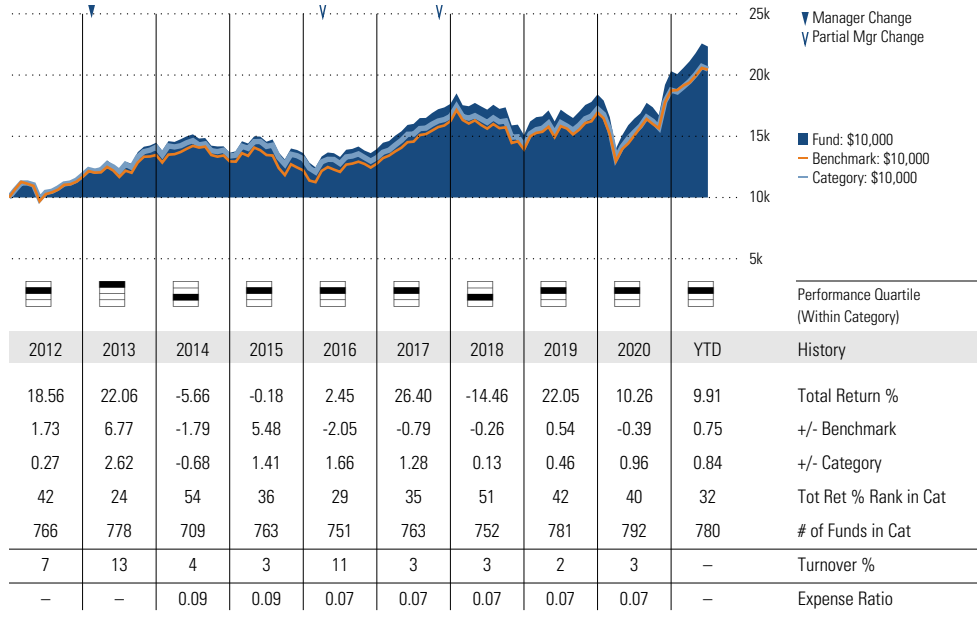 25k
▼ Manager Change
∨ Partial Mgr Change
20k
15k
Fund: $10,000
Benchmark: $10,000
Category: $10,000
10k
5k
Performance Quartile
(Within Category)
2012 2013 2014 2015 2016 2017 2018 2019 2020 YTD History
18.56 22.06 -5.66 -0.18 2.45 26.40 -14.46 22.05 10.26 9.91 Total Return %
1.73 6.77 -1.79 5.48 -2.05 -0.79 -0.26 0.54 -0.39 0.75 +/- Benchmark
0.27 2.62 -0.68 1.41 1.66 1.28 0.13 0.46 0.96 0.84 +/- Category
42 24 54 36 29 35 51 42 40 32 Tot Ret % Rank in Cat
766 778 709 763 751 763 752 781 792 780 # of Funds in Cat
7 13 4 3 11 3 3 2 3 – Turnover %
– – 0.09 0.09 0.07 0.07 0.07 0.07 0.07 – Expense Ratio